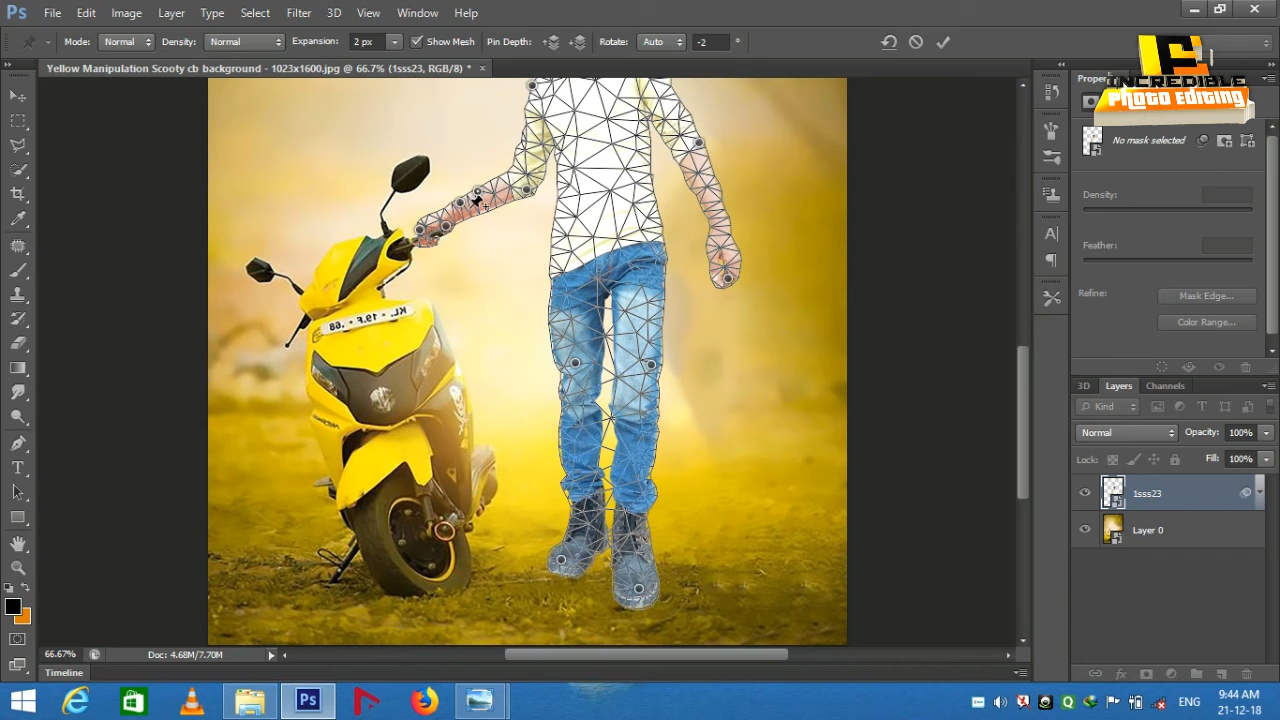 Ps File Edit Image Layer Type Select Filter 3D View Window Help
Mode: Normal Density: Normal Expansion: 2 px Show Mesh Pin Depth: Rotate: Auto -2 °
Yellow Manipulation Scooty cb background - 1023x1600.jpg @ 66.7% (1sss23, RGB/8) * ×
INCREDIBLE
PHOTO EDITING
Proper
No mask selected
Density:
Feather:
Refine: Mask Edge...
Color Range...
3D Layers Channels
Kind
Normal Opacity: 100%
Lock: Fill: 100%
1sss23
Layer 0
66.67% Doc: 4.68M/7.70M
Timeline
Ps
ENG
9:44 AM
21-12-18